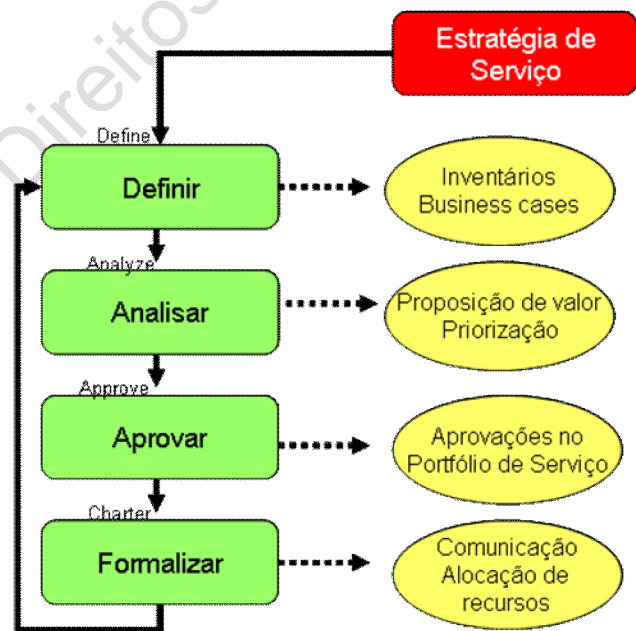 Direitos
Estratégia de
Serviço
Define
Definir
Inventários
Business cases
Analyze
Analisar
Proposição de valor
Priorização
Approve
Aprovar
Aprovações no
Portfólio de Serviço
Charter
Formalizar
Comunicação
Alocação de
recursos